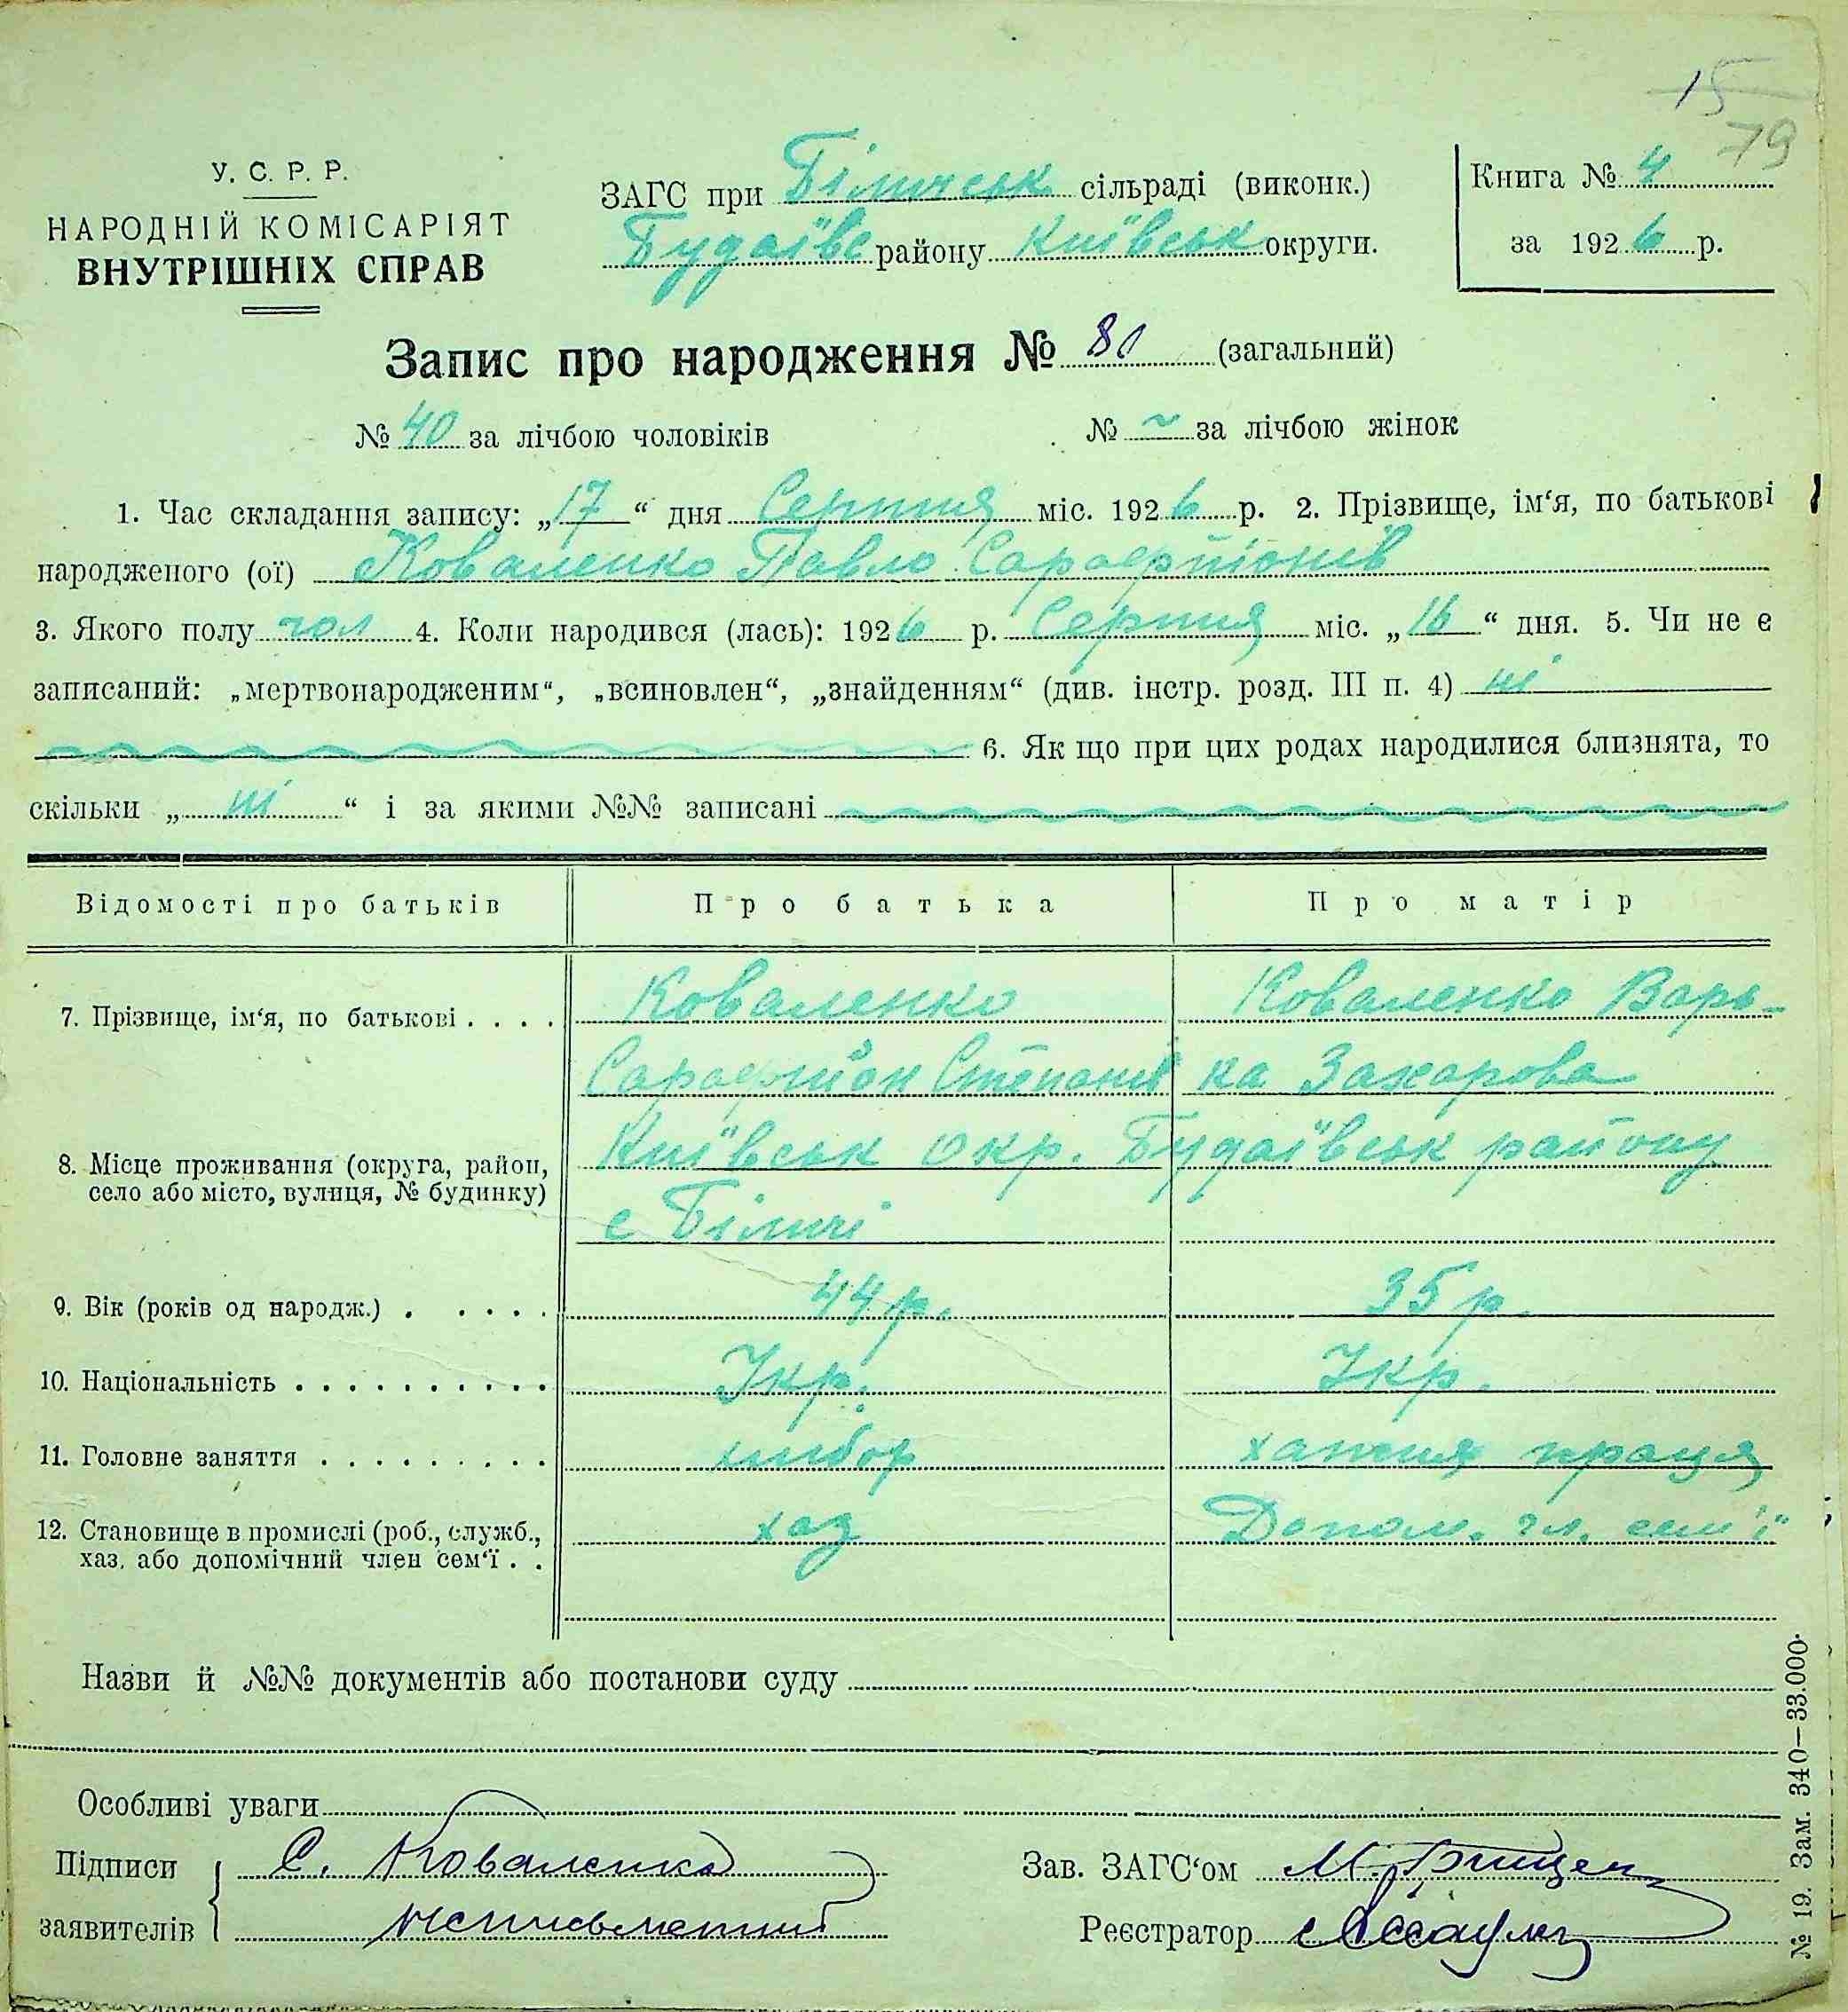 15
79
У. С. Р. Р.
НАРОДНІЙ КОМІСАРІЯТ
ВНУТРІШНІХ СПРАВ
ЗАГС при Біличськ сільраді (виконк.)
Будаївс району Київськ округи.
Книга № 4
за 1926 р.
Запис про народження № 81 (загальний)
№ 40 за лічбою чоловіків № ~ за лічбою жінок
1. Час складання запису: „17“ дня Серпня міс. 1926 р. 2. Прізвище, ім‘я, по батькові
народженого (ої) Коваленко Павло Сарафтіонів
3. Якого полу чол 4. Коли народився (лась): 1926 р. Серпня міс. „16“ дня. 5. Чи не є
записаний: „мертвонародженим“, „всиновлен“, „знайденням“ (див. інстр. розд. III п. 4) ні
6. Як що при цих родах народилися близнята, то
скільки „ні“ і за якими №№ записані
Відомості про батьків Про батька Про матір
7. Прізвище, ім‘я, по батькові . . . . Коваленко Коваленко Варь-
Степанів ка Захарова
8. Місце проживання (округа, район, село або місто, вулиця, № будинку) Київськ окр. Будаївськ району
с Біличі
9. Вік (років од народж.) . . . . . 44 р. 35 р.
10. Національність . . . . . . . . . . Укр. Укр.
11. Головне заняття . . . . . . . . . хлибор хатня праця
12. Становище в промислі (роб., служб., хаз. або допомічний член сем‘ї . . хаз Допом. чл. сем'ї
Назви й №№ документів або постанови суду
Особливі уваги
Підписи заявителів С. Коваленко
неписьменний
Зав. ЗАГС‘ом
Реєстратор
№ 19. Зам. 340—33.000.